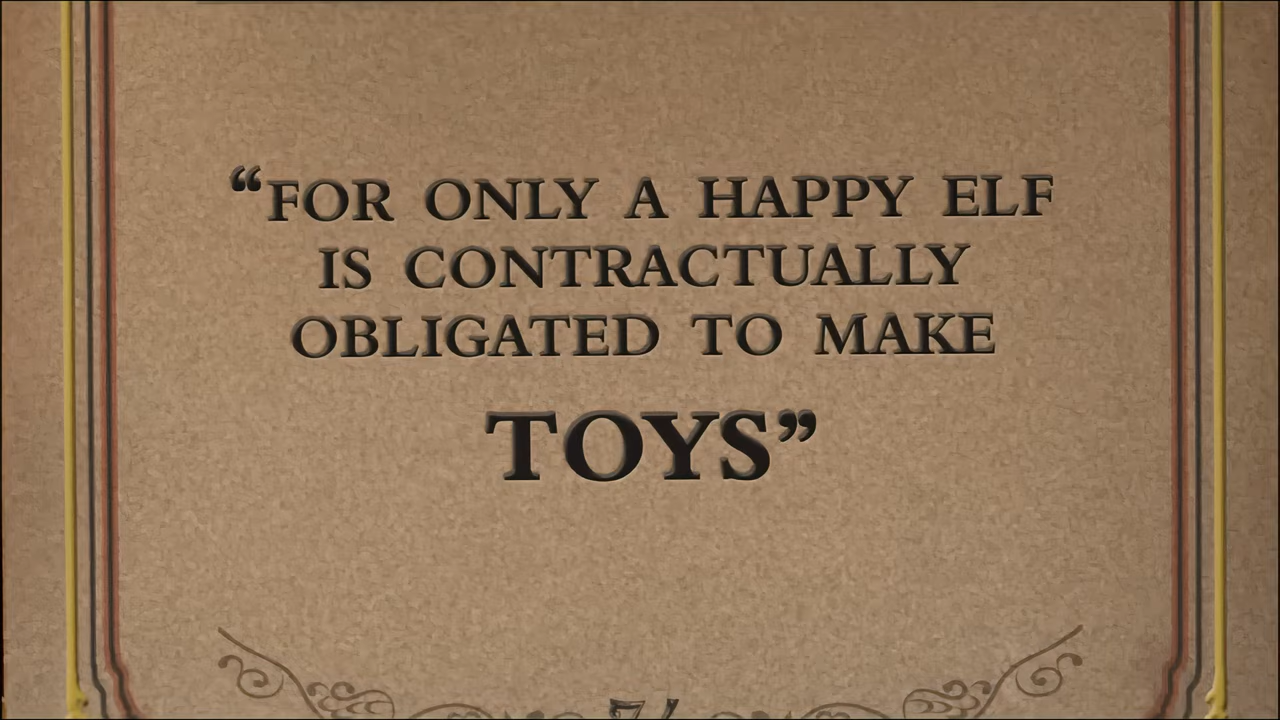 “FOR ONLY A HAPPY ELF
IS CONTRACTUALLY
OBLIGATED TO MAKE
TOYS”